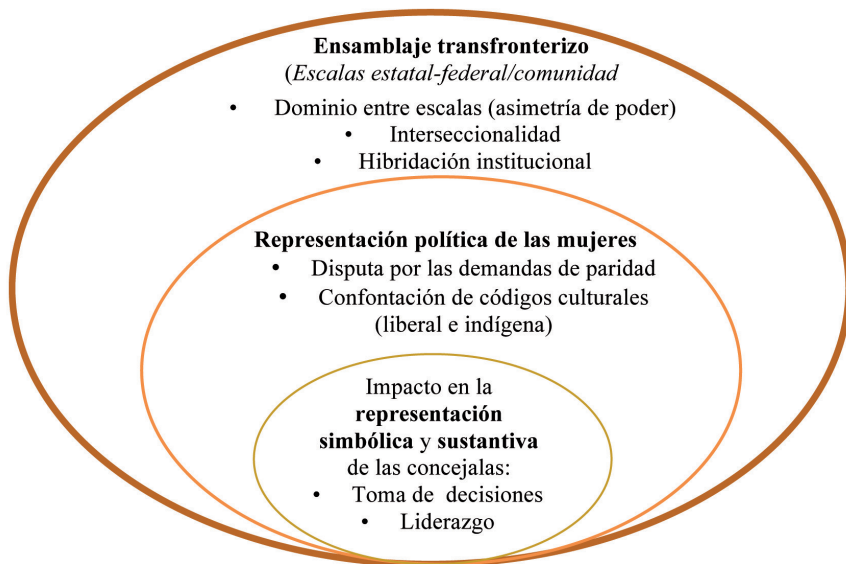 Ensamblaje transfronterizo
(Escalas estatal-federal/comunidad
• Dominio entre escalas (asimetría de poder)
• Interseccionalidad
• Hibridación institucional
Representación política de las mujeres
• Disputa por las demandas de paridad
• Confontación de códigos culturales
(liberal e indígena)
Impacto en la
representación
simbólica y sustantiva
de las concejalas:
• Toma de decisiones
• Liderazgo